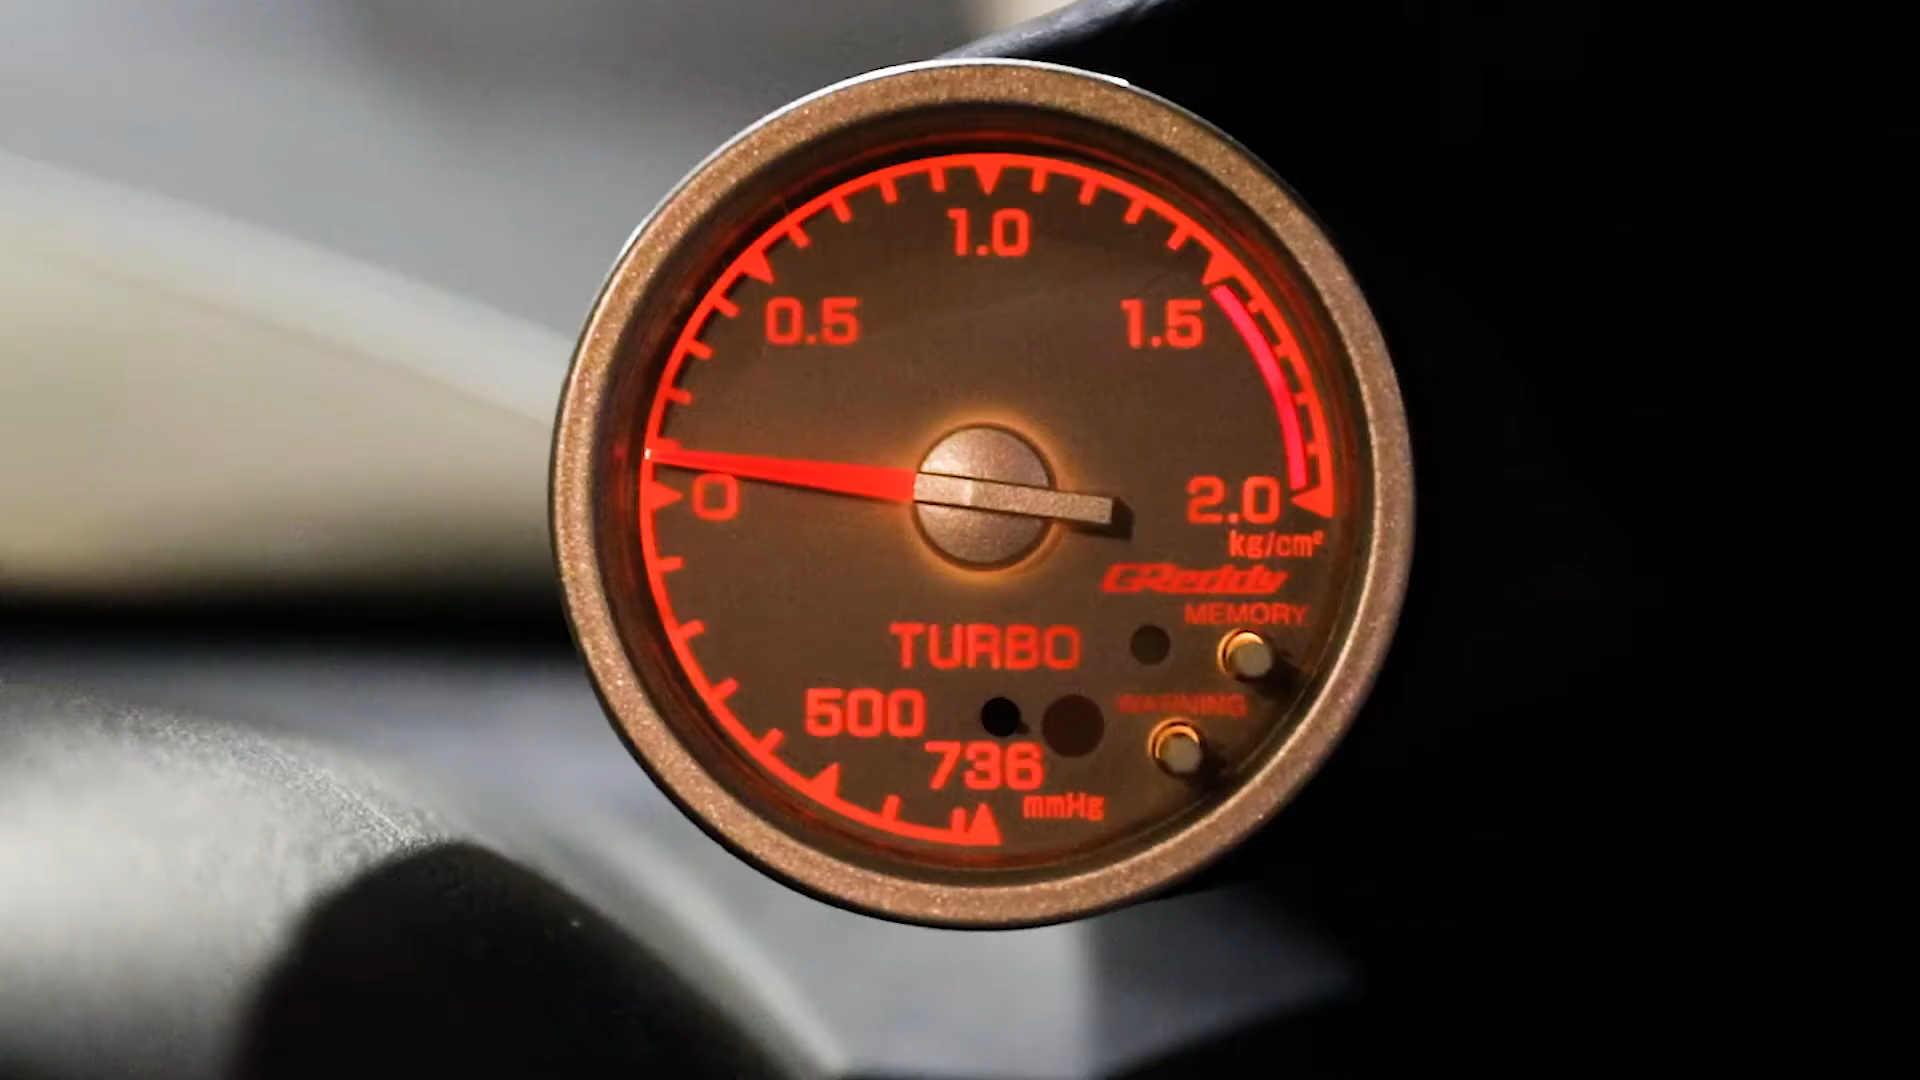 1.0
0.5
1.5
0
2.0
kg/cm²
GReddy
MEMORY
TURBO
WARNING
500
736
mmHg